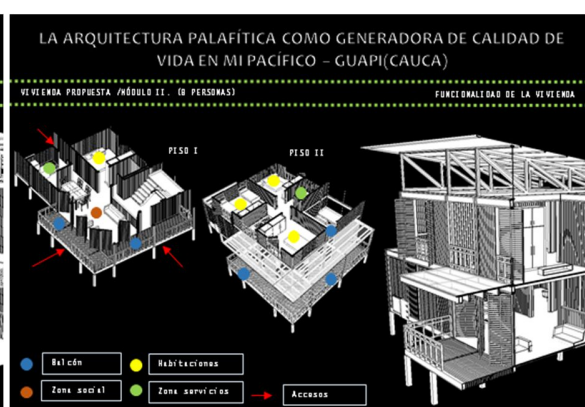 LA ARQUITECTURA PALAFÍTICA COMO GENERADORA DE CALIDAD DE
VIDA EN MI PACÍFICO – GUAPI(CAUCA)
VIVIENDA PROPUESTA /MÓDULO II. (8 PERSONAS)
FUNCIONALIDAD DE LA VIVIENDA
PISO I
PISO II
Balcón
Habitaciones
Zona social
Zona servicios
Accesos